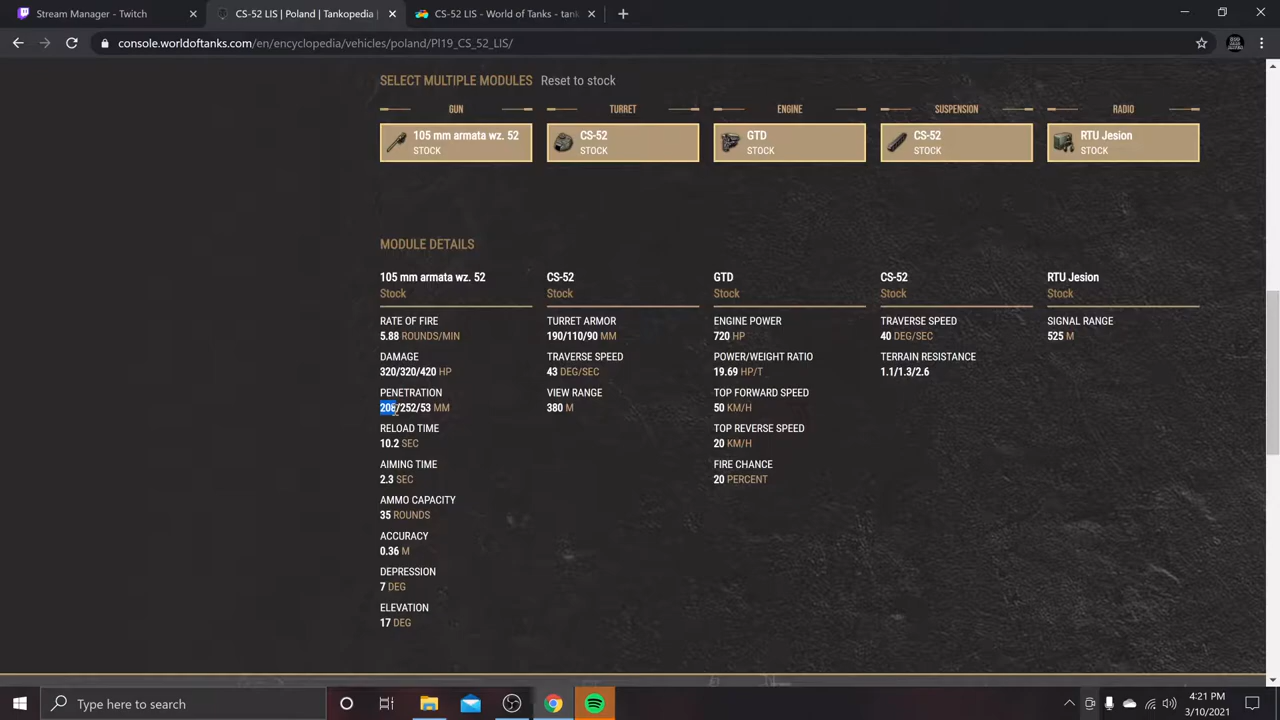 Stream Manager - Twitch
CS-52 LIS | Poland | Tankopedia |
CS-52 LIS - World of Tanks - tank
console.worldoftanks.com/en/encyclopedia/vehicles/poland/Pl19_CS_52_LIS/
SELECT MULTIPLE MODULES Reset to stock
GUN TURRET ENGINE SUSPENSION RADIO
105 mm armata wz. 52 CS-52 GTD CS-52 RTU Jesion
STOCK STOCK STOCK STOCK STOCK
MODULE DETAILS
105 mm armata wz. 52 CS-52 GTD CS-52 RTU Jesion
Stock Stock Stock Stock Stock
RATE OF FIRE TURRET ARMOR ENGINE POWER TRAVERSE SPEED SIGNAL RANGE
5.88 ROUNDS/MIN 190/110/90 MM 720 HP 40 DEG/SEC 525 M
DAMAGE TRAVERSE SPEED POWER/WEIGHT RATIO TERRAIN RESISTANCE
320/320/420 HP 43 DEG/SEC 19.69 HP/T 1.1/1.3/2.6
PENETRATION VIEW RANGE TOP FORWARD SPEED
/252/53 MM 380 M 50 KM/H
RELOAD TIME TOP REVERSE SPEED
10.2 SEC 20 KM/H
AIMING TIME FIRE CHANCE
2.3 SEC 20 PERCENT
AMMO CAPACITY
35 ROUNDS
ACCURACY
0.36 M
DEPRESSION
7 DEG
ELEVATION
17 DEG
Type here to search
4:21 PM
3/10/2021